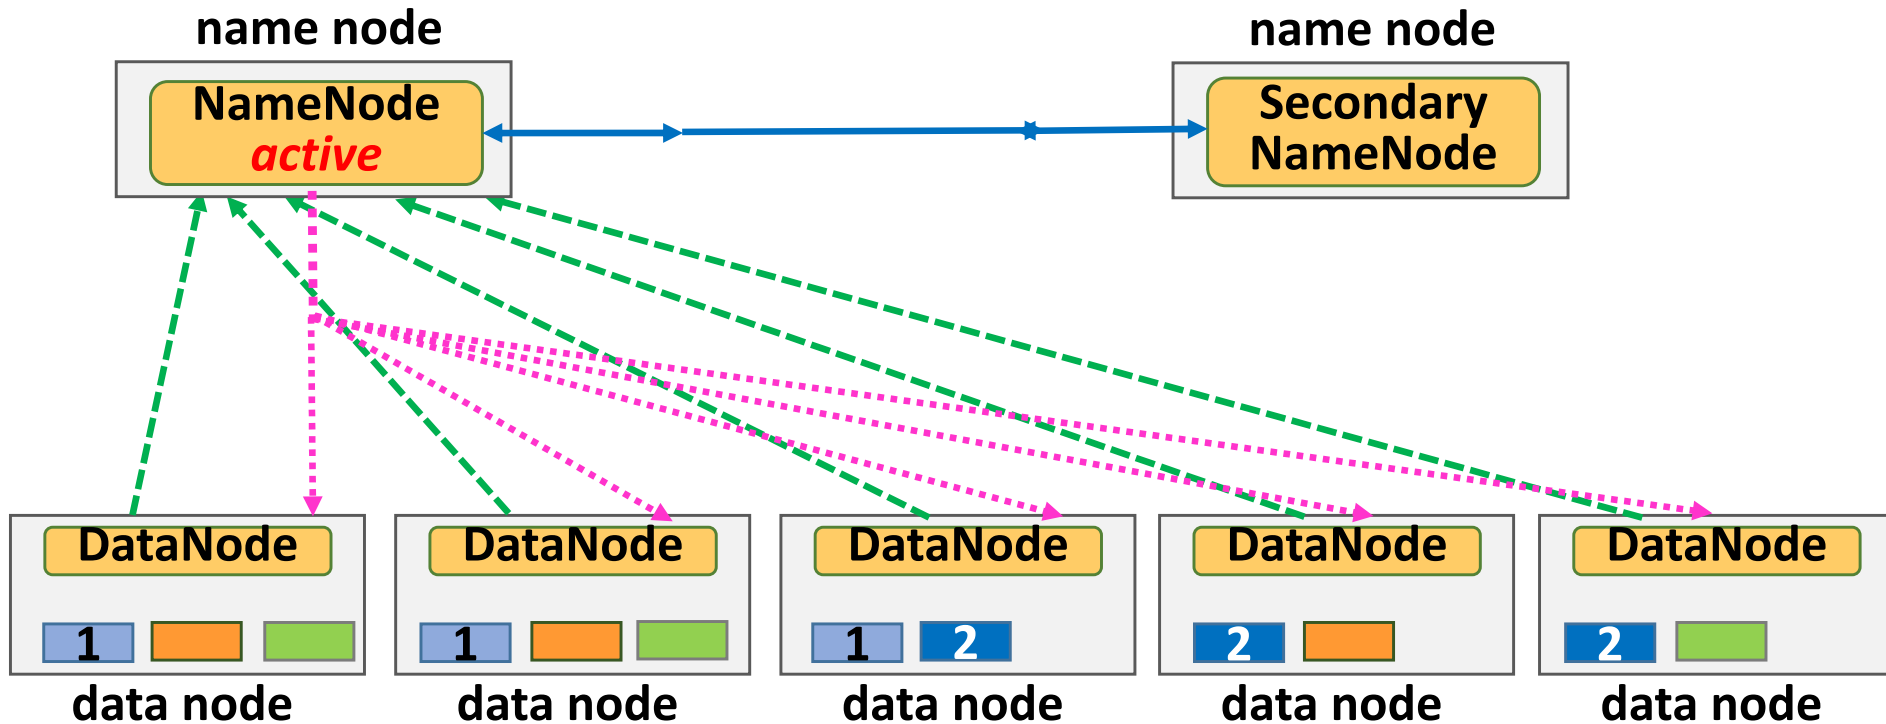 name node
name node
NameNode
active
Secondary
NameNode
DataNode
DataNode
DataNode
DataNode
DataNode
1
1
1
2
2
2
data node
data node
data node
data node
data node